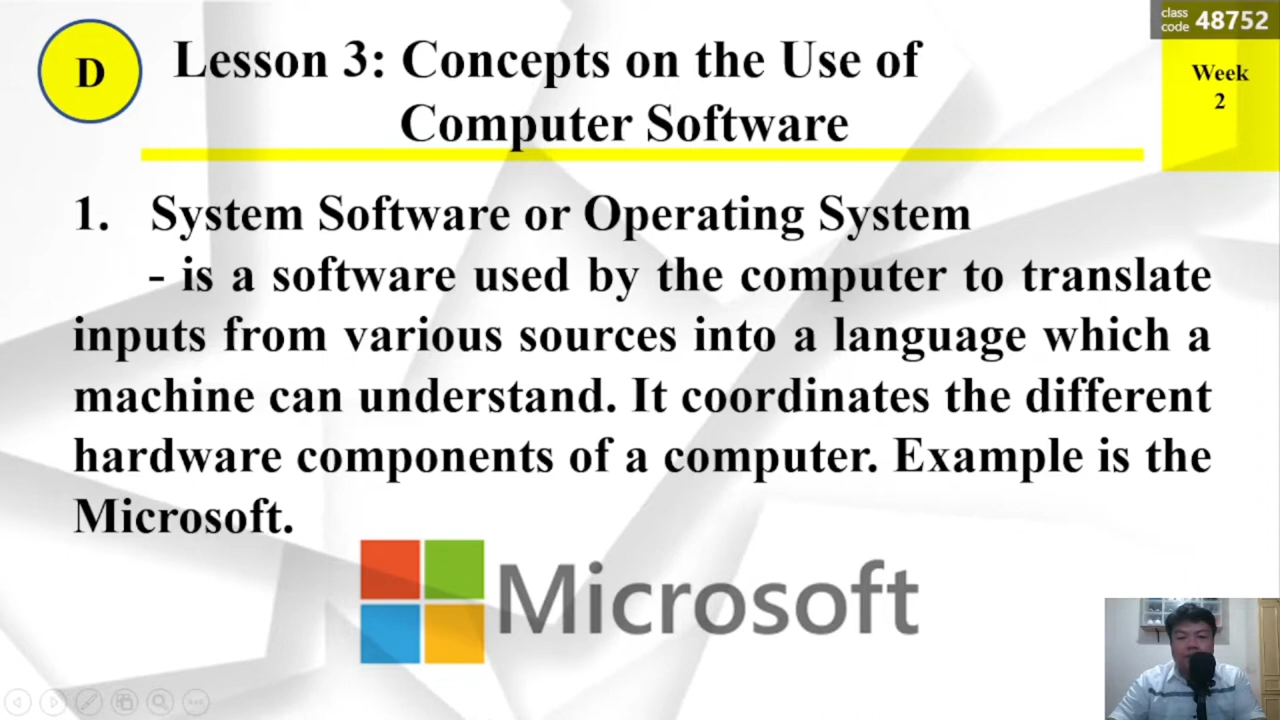 class
code 48752
D
Lesson 3: Concepts on the Use of
Computer Software
Week
2
1. System Software or Operating System
- is a software used by the computer to translate
inputs from various sources into a language which a
machine can understand. It coordinates the different
hardware components of a computer. Example is the
Microsoft.
Microsoft